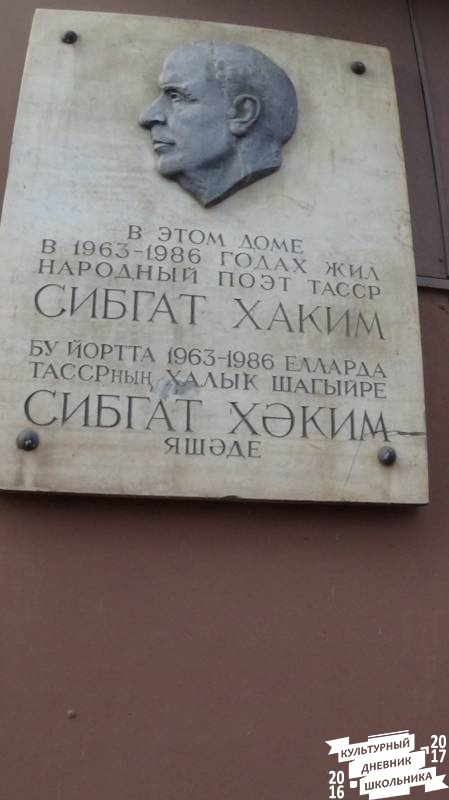 В ЭТОМ ДОМЕ
В 1963-1986 ГОДАХ ЖИЛ
НАРОДНЫЙ ПОЭТ ТАССР
СИБГАТ ХАКИМ
БУ ЙОРТТА 1963-1986 ЕЛЛАРДА
ТАССРның ХАЛЫК ШАГЫЙРЕ
СИБГАТ ХӘКИМ
ЯШӘДЕ
КУЛЬТУРНЫЙ
ДНЕВНИК
ШКОЛЬНИКА
2016
2017